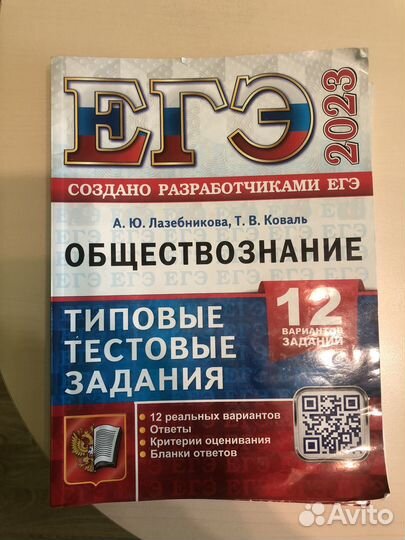 ЕГЭ
2023
СОЗДАНО РАЗРАБОТЧИКАМИ ЕГЭ
А. Ю. Лазебникова, Т. В. Коваль
ОБЩЕСТВОЗНАНИЕ
12
ВАРИАНТОВ
ЗАДАНИЙ
ТИПОВЫЕ
ТЕСТОВЫЕ
ЗАДАНИЯ
• 12 реальных вариантов
• Ответы
• Критерии оценивания
• Бланки ответов
Avito